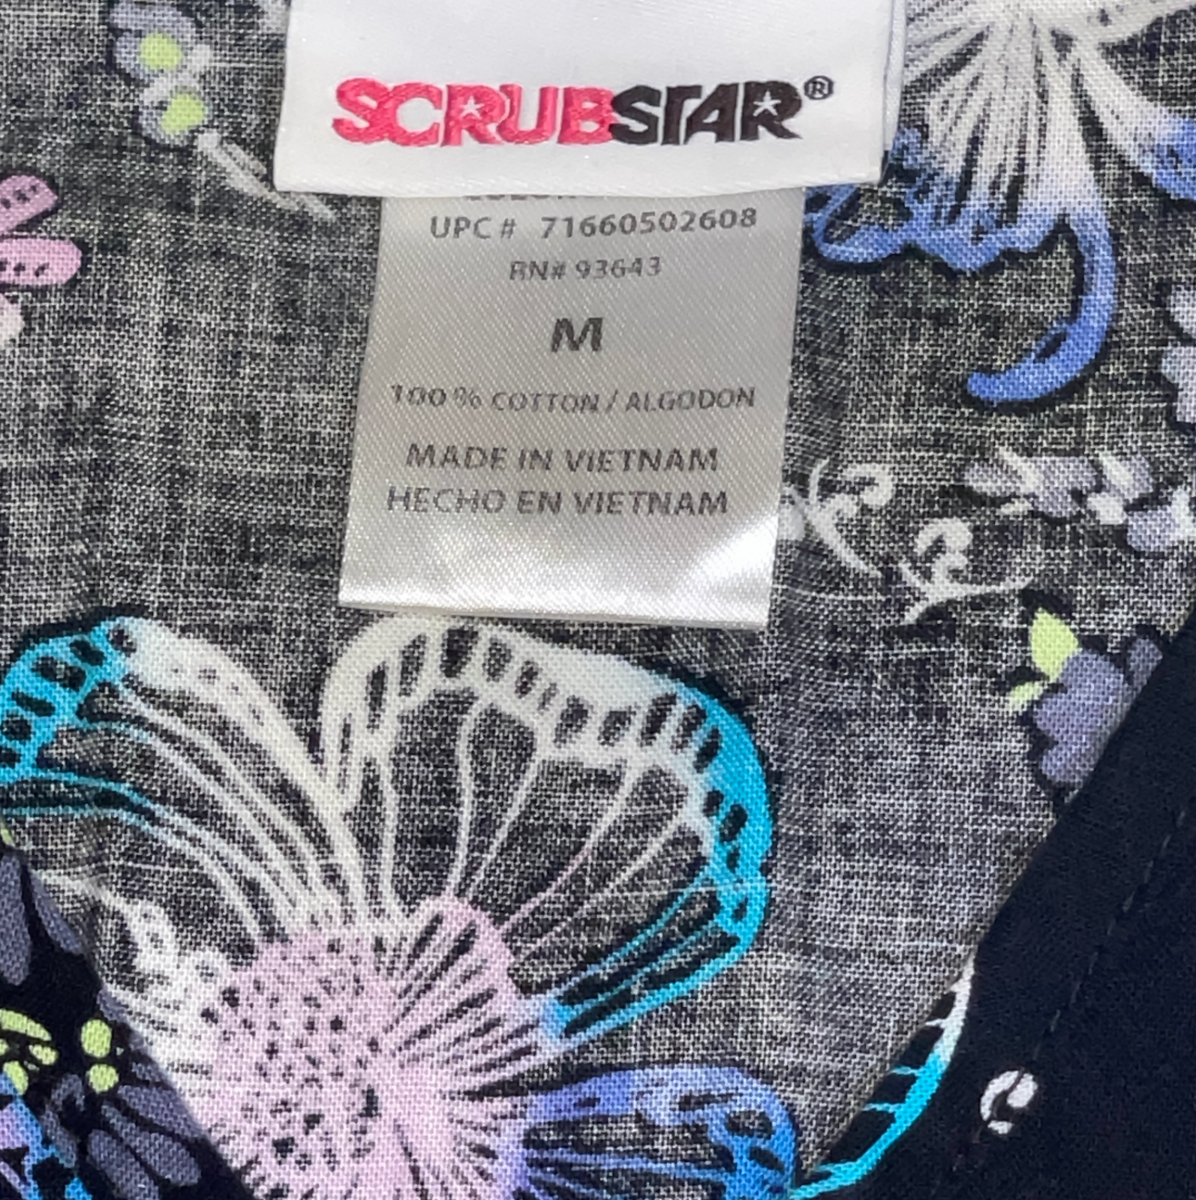 SCRUBSTAR®
UPC # 71660502608
RN# 93643
M
100% COTTON / ALGODON
MADE IN VIETNAM
HECHO EN VIETNAM